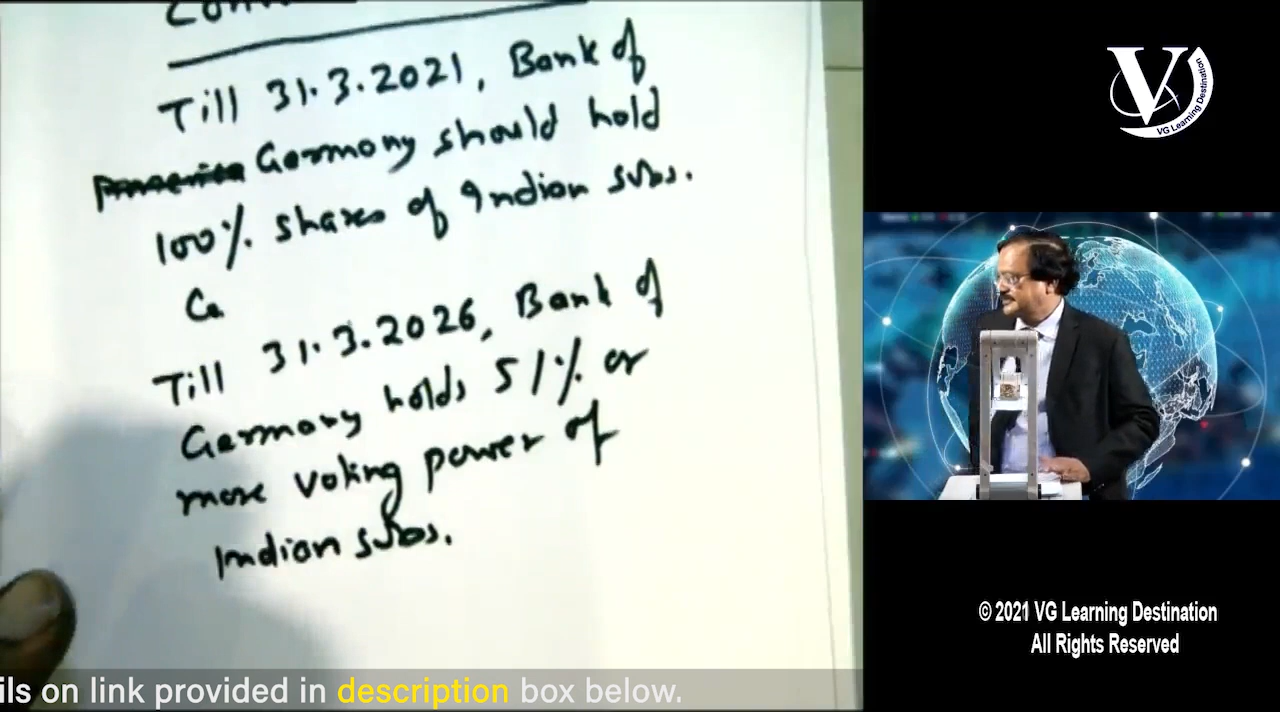 Till 31.3.2021, Bank of
Germany should hold
100% shares of Indian subs.
Co
Till 31.3.2026, Bank of
Germany holds 51% or
more voting power of
Indian subs.
V
VG Learning Destination
© 2021 VG Learning Destination
All Rights Reserved
ils on link provided in description box below.